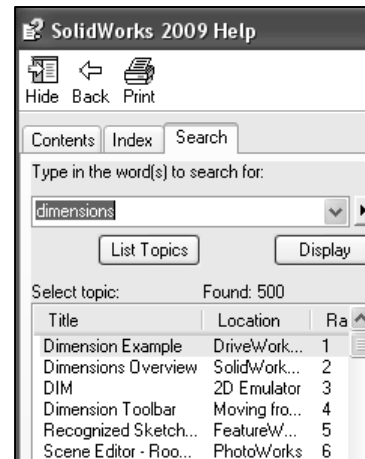 SolidWorks 2009 Help
Hide Back Print
Contents Index Search
Type in the word(s) to search for:
dimensions
List Topics Display
Select topic: Found: 500
Title Location Ra
Dimension Example DriveWork... 1
Dimensions Overview SolidWork... 2
DIM 2D Emulator 3
Dimension Toolbar Moving fro... 4
Recognized Sketch... FeatureW... 5
Scene Editor - Roo... PhotoWorks 6